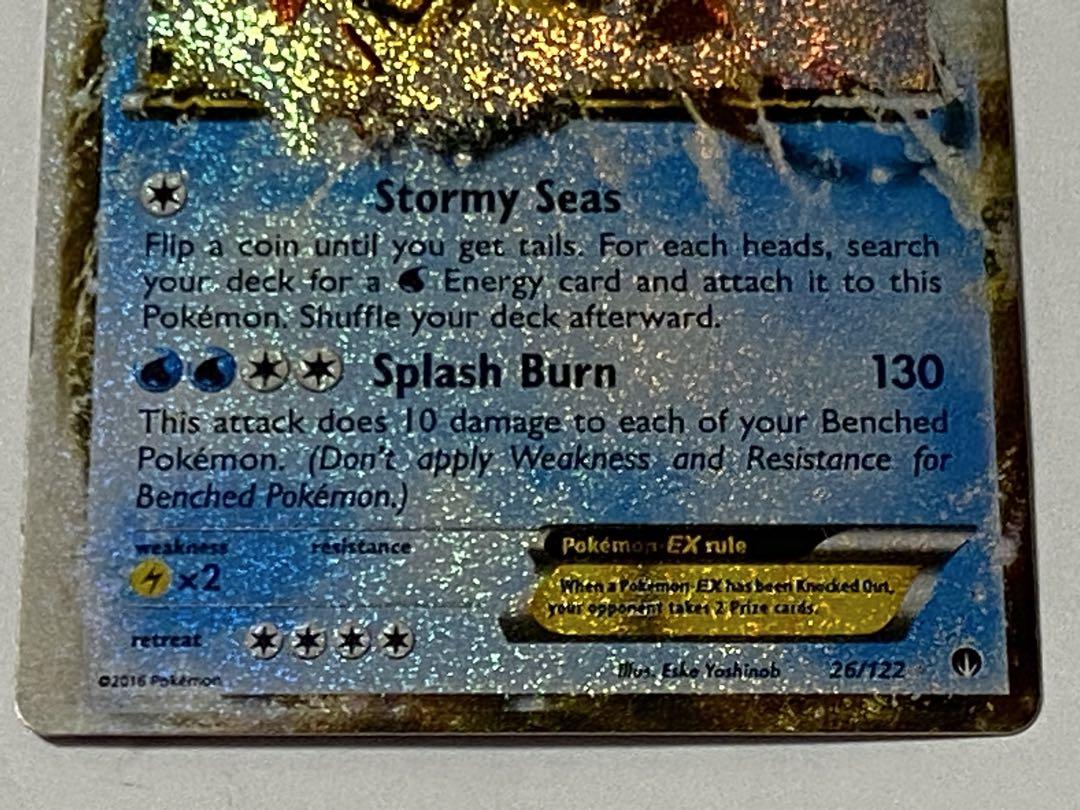 Stormy Seas
Flip a coin until you get tails. For each heads, search
your deck for a Energy card and attach it to this
Pokémon. Shuffle your deck afterward.
Splash Burn 130
This attack does 10 damage to each of your Benched
Pokémon. (Don't apply Weakness and Resistance for
Benched Pokémon.)
weakness resistance
×2
Pokémon-EX rule
When a Pokémon-EX has been Knocked Out,
your opponent takes 2 Prize cards.
retreat
Illus. Eske Yoshinob 26/122
©2016 Pokémon